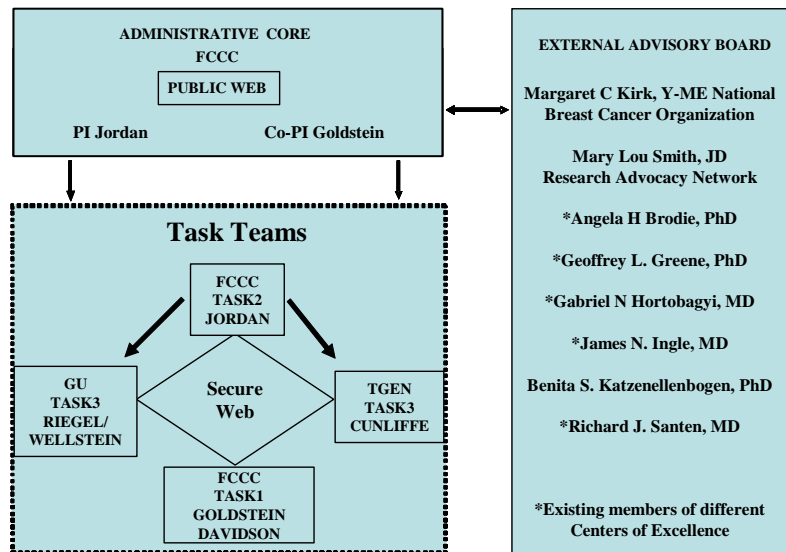 ADMINISTRATIVE CORE
FCCC
PUBLIC WEB
PI Jordan
Co-PI Goldstein
Task Teams
FCCC
TASK2
JORDAN
GU
TASK3
RIEGEL/
WELLSTEIN
Secure
Web
TGEN
TASK3
CUNLIFFE
FCCC
TASK1
GOLDSTEIN
DAVIDSON
EXTERNAL ADVISORY BOARD
Margaret C Kirk, Y-ME National
Breast Cancer Organization
Mary Lou Smith, JD
Research Advocacy Network
*Angela H Brodie, PhD
*Geoffrey L. Greene, PhD
*Gabriel N Hortobagyi, MD
*James N. Ingle, MD
Benita S. Katzenellenbogen, PhD
*Richard J. Santen, MD
*Existing members of different
Centers of Excellence